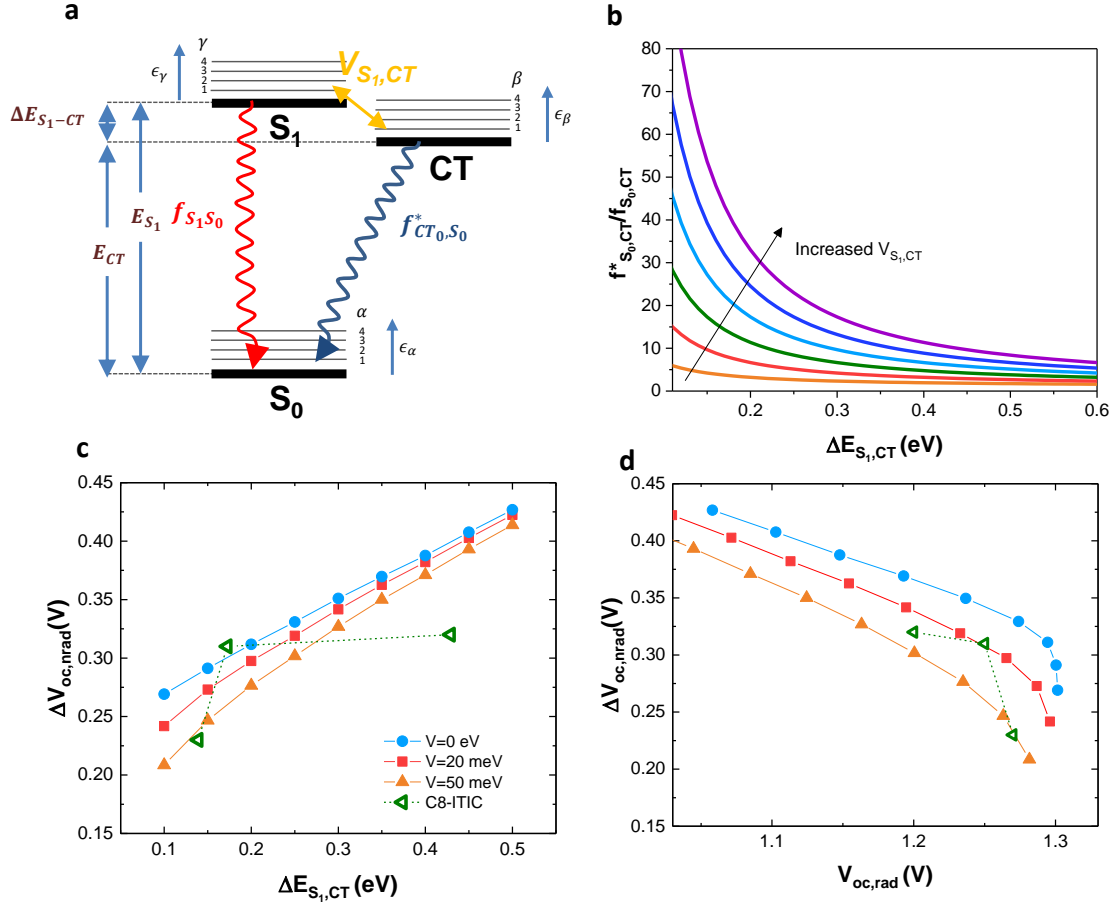 a
γ
4
3
2
1
ϵγ
V_S₁,CT
β
4
3
2
1
ϵβ
ΔE_S₁−CT
S₁
CT
E_CT
E_S₁
f_S₁S₀
f*_CT₀,S₀
α
4
3
2
1
ϵα
S₀
b
f*_S₀,CT/f_S₀,CT
80
70
60
50
40
30
20
10
0
Increased V_S₁,CT
0.2 0.3 0.4 0.5 0.6
ΔE_S₁,CT (eV)
c
ΔV_oc,nrad(V)
0.45
0.40
0.35
0.30
0.25
0.20
0.15
V=0 eV
V=20 meV
V=50 meV
C8-ITIC
0.1 0.2 0.3 0.4 0.5
ΔE_S₁,CT (eV)
d
ΔV_oc,nrad(V)
0.45
0.40
0.35
0.30
0.25
0.20
0.15
1.1 1.2 1.3
V_oc,rad (V)